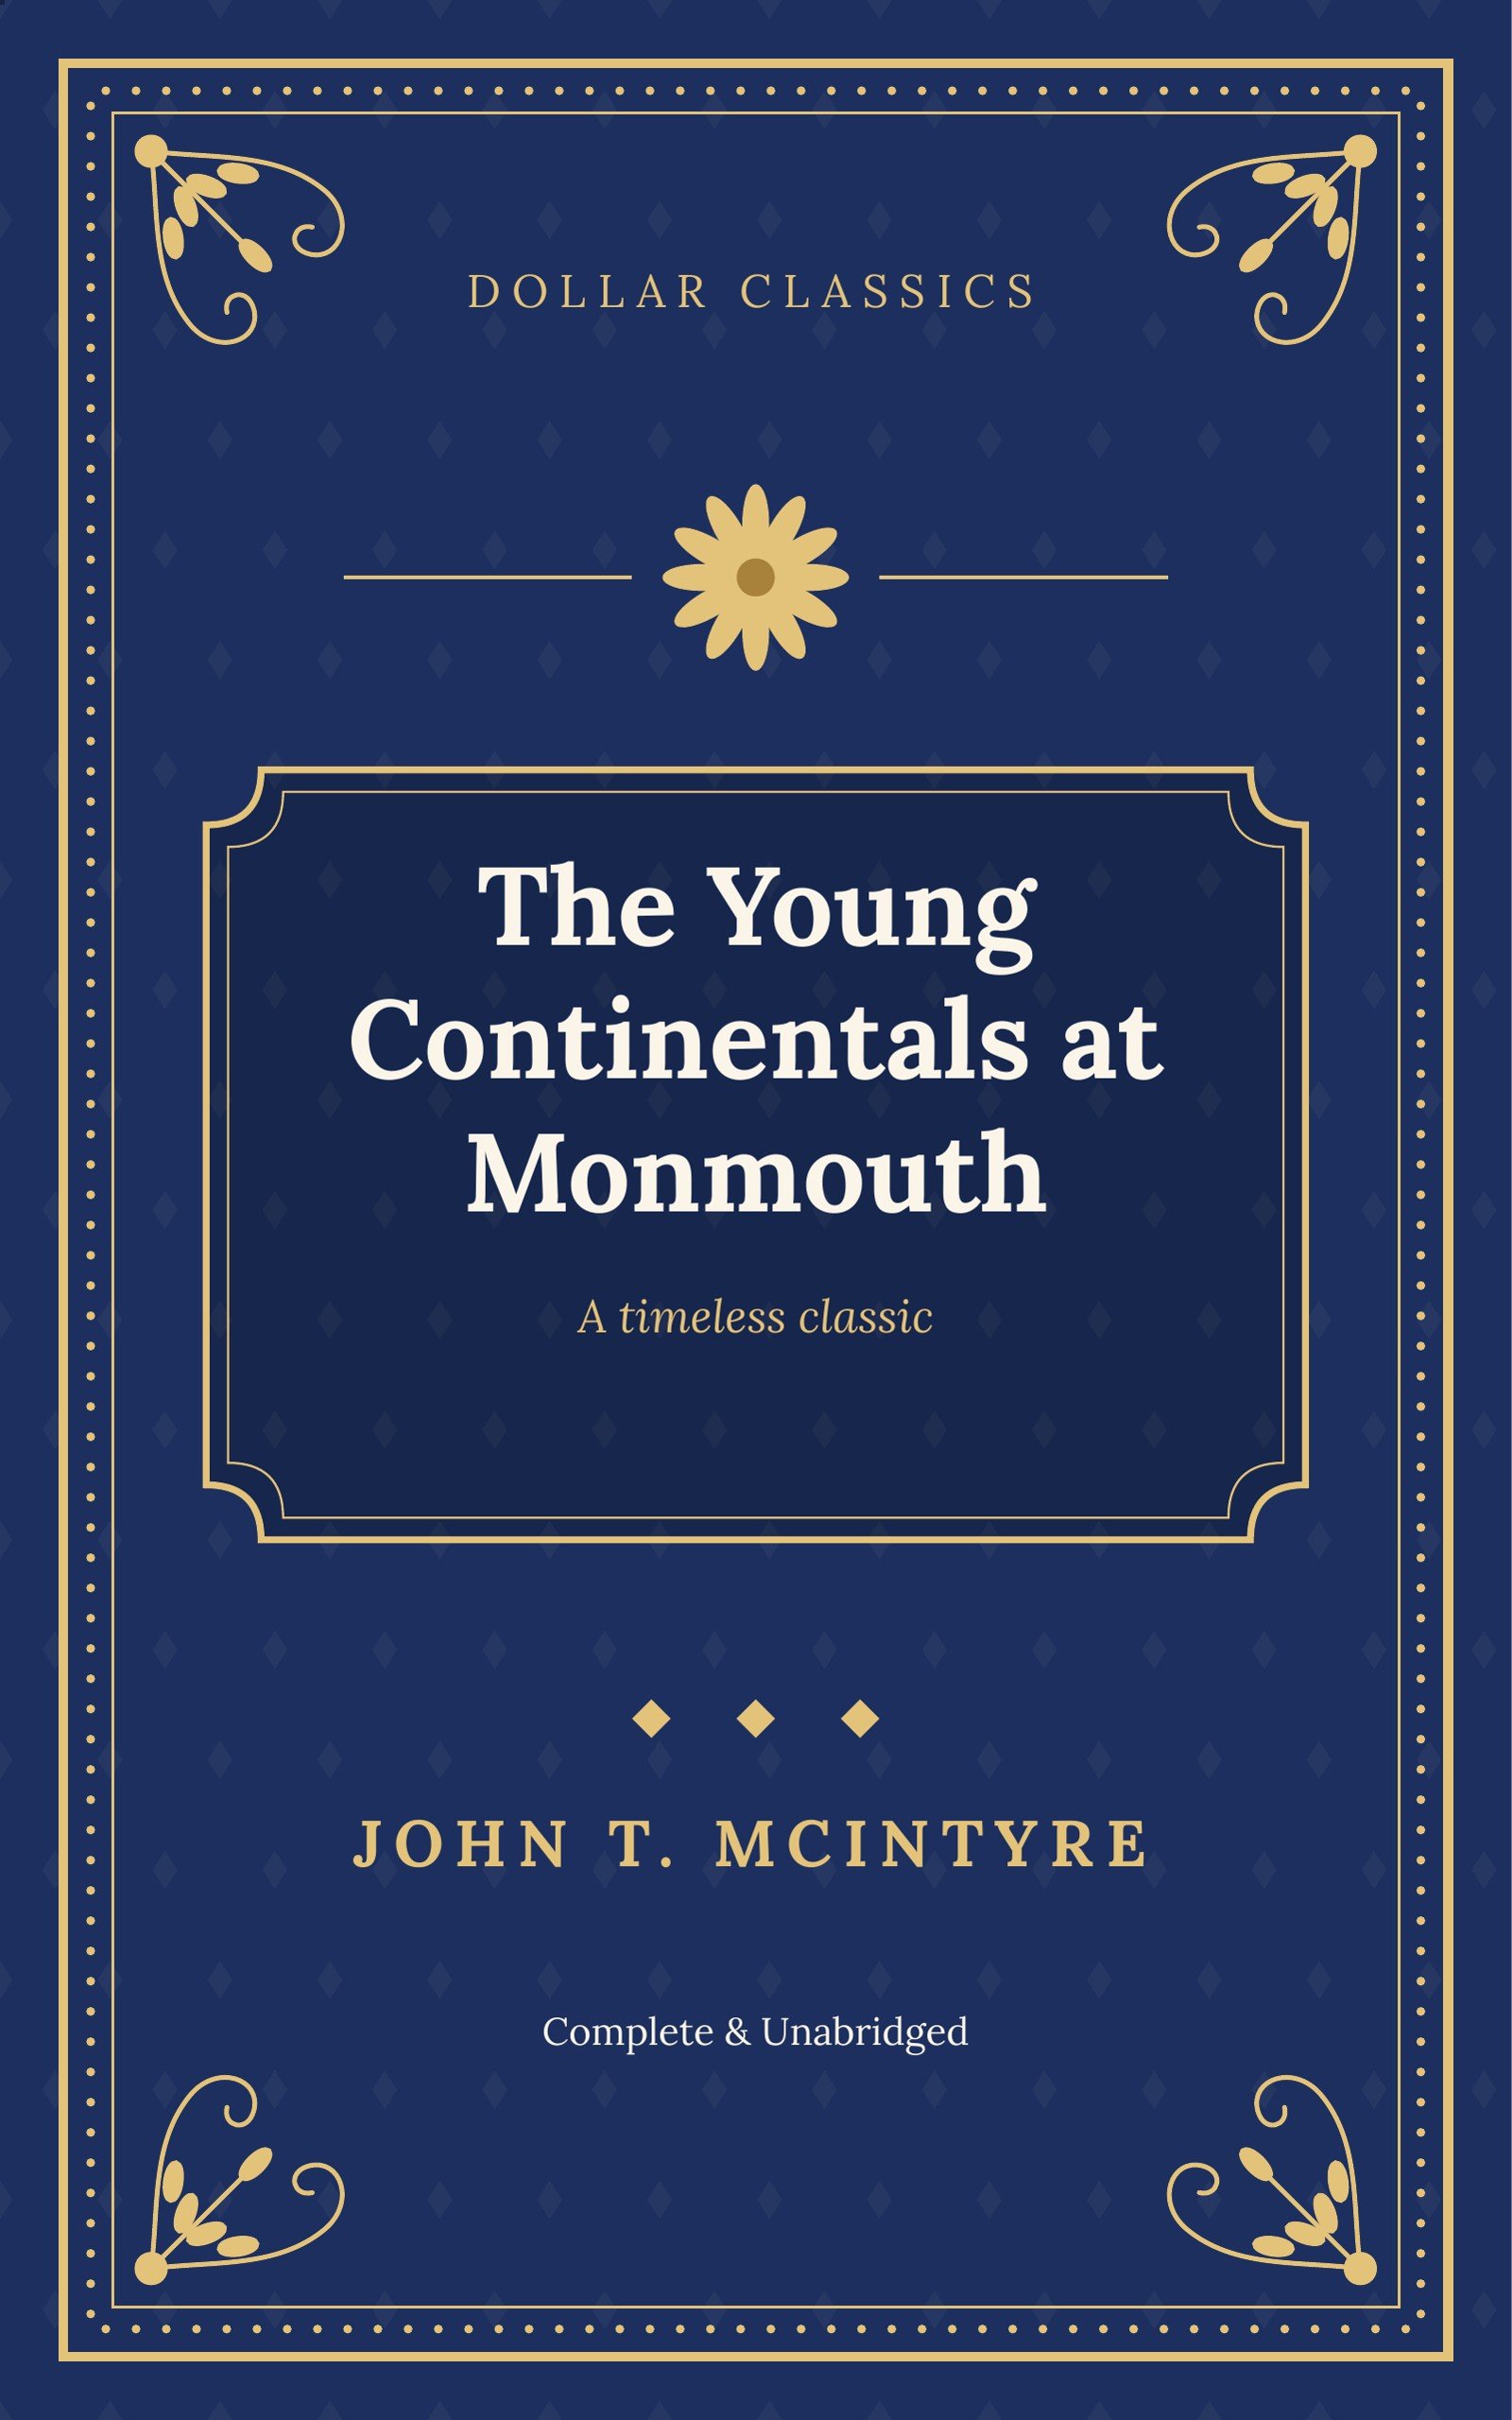 DOLLAR CLASSICS
The Young
Continentals at
Monmouth
A timeless classic
JOHN T. MCINTYRE
Complete & Unabridged